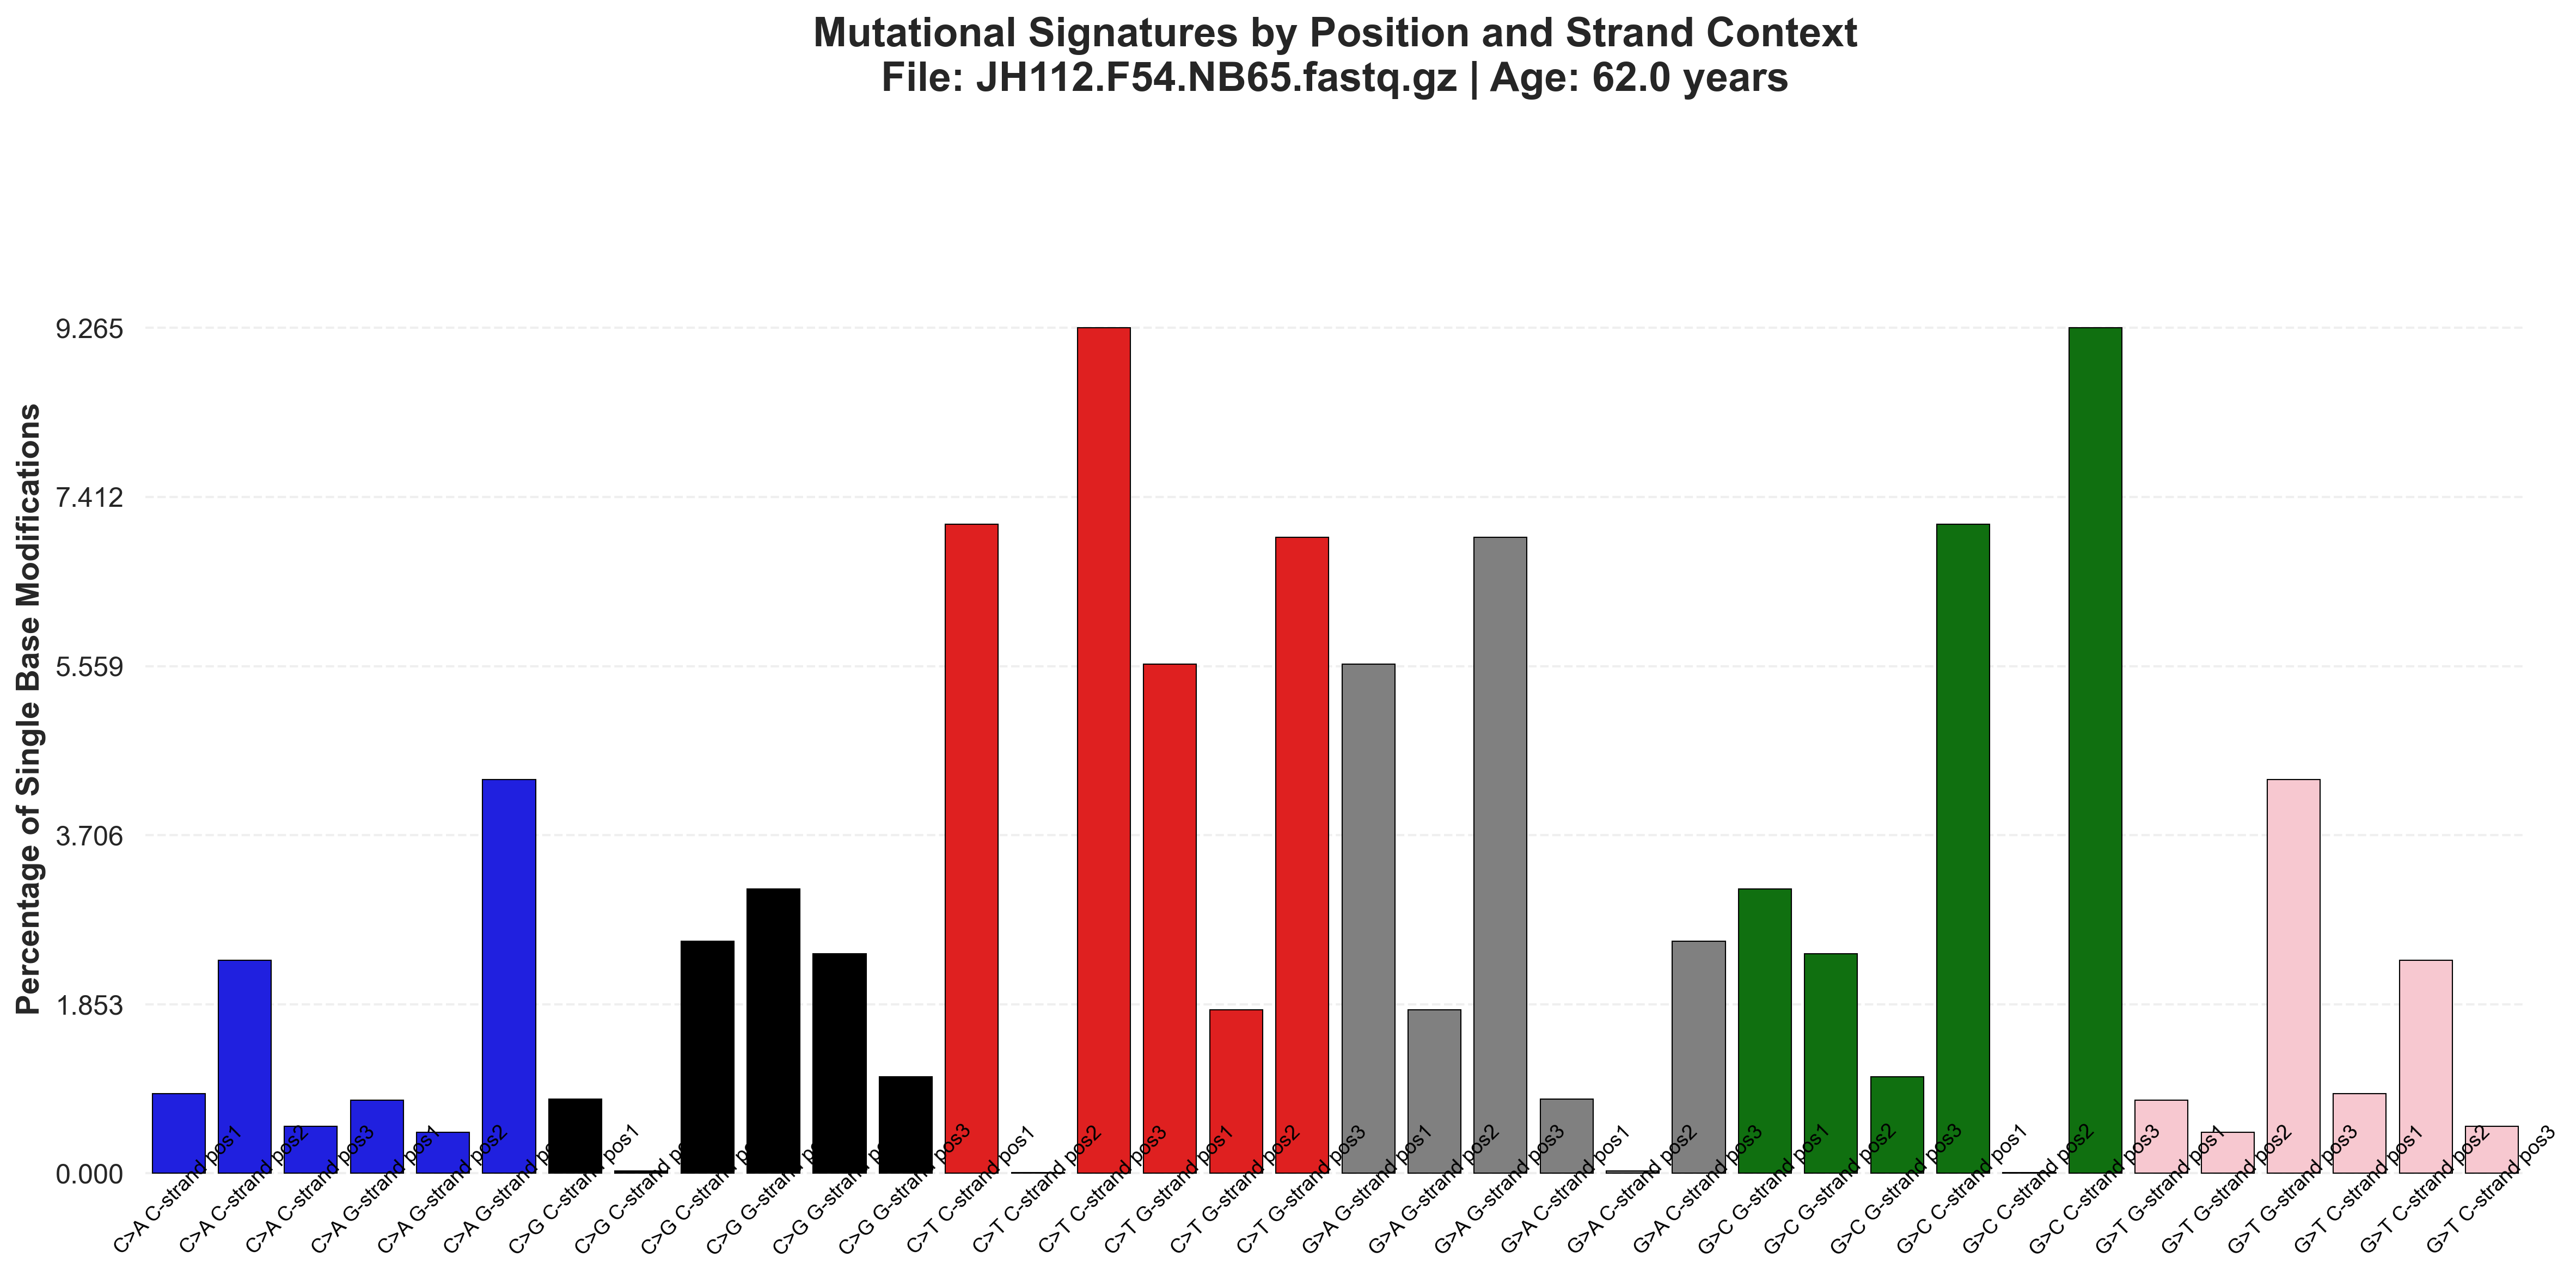 Mutational Signatures by Position and Strand Context
File: JH112.F54.NB65.fastq.gz | Age: 62.0 years
Percentage of Single Base Modifications
9.265
7.412
5.559
3.706
1.853
0.000
C>A C-strand pos1
C>A C-strand pos2
C>A C-strand pos3
C>A G-strand pos1
C>A G-strand pos2
C>A G-strand po
C>G C-strand pos1
C>G C-strand po
C>G C-strand po
C>G G-strand po
C>G G-strand po
C>G G-strand pos3
C>T C-strand pos1
C>T C-strand pos2
C>T C-strand pos3
C>T G-strand pos1
C>T G-strand pos2
C>T G-strand pos3
G>A G-strand pos1
G>A G-strand pos2
G>A G-strand pos3
G>A C-strand pos1
G>A C-strand pos2
G>A C-strand pos3
G>C G-strand pos1
G>C G-strand pos2
G>C G-strand pos3
G>C C-strand pos1
G>C C-strand pos2
G>C C-strand pos3
G>T G-strand pos1
G>T G-strand pos2
G>T G-strand pos3
G>T C-strand pos1
G>T C-strand pos2
G>T C-strand pos3